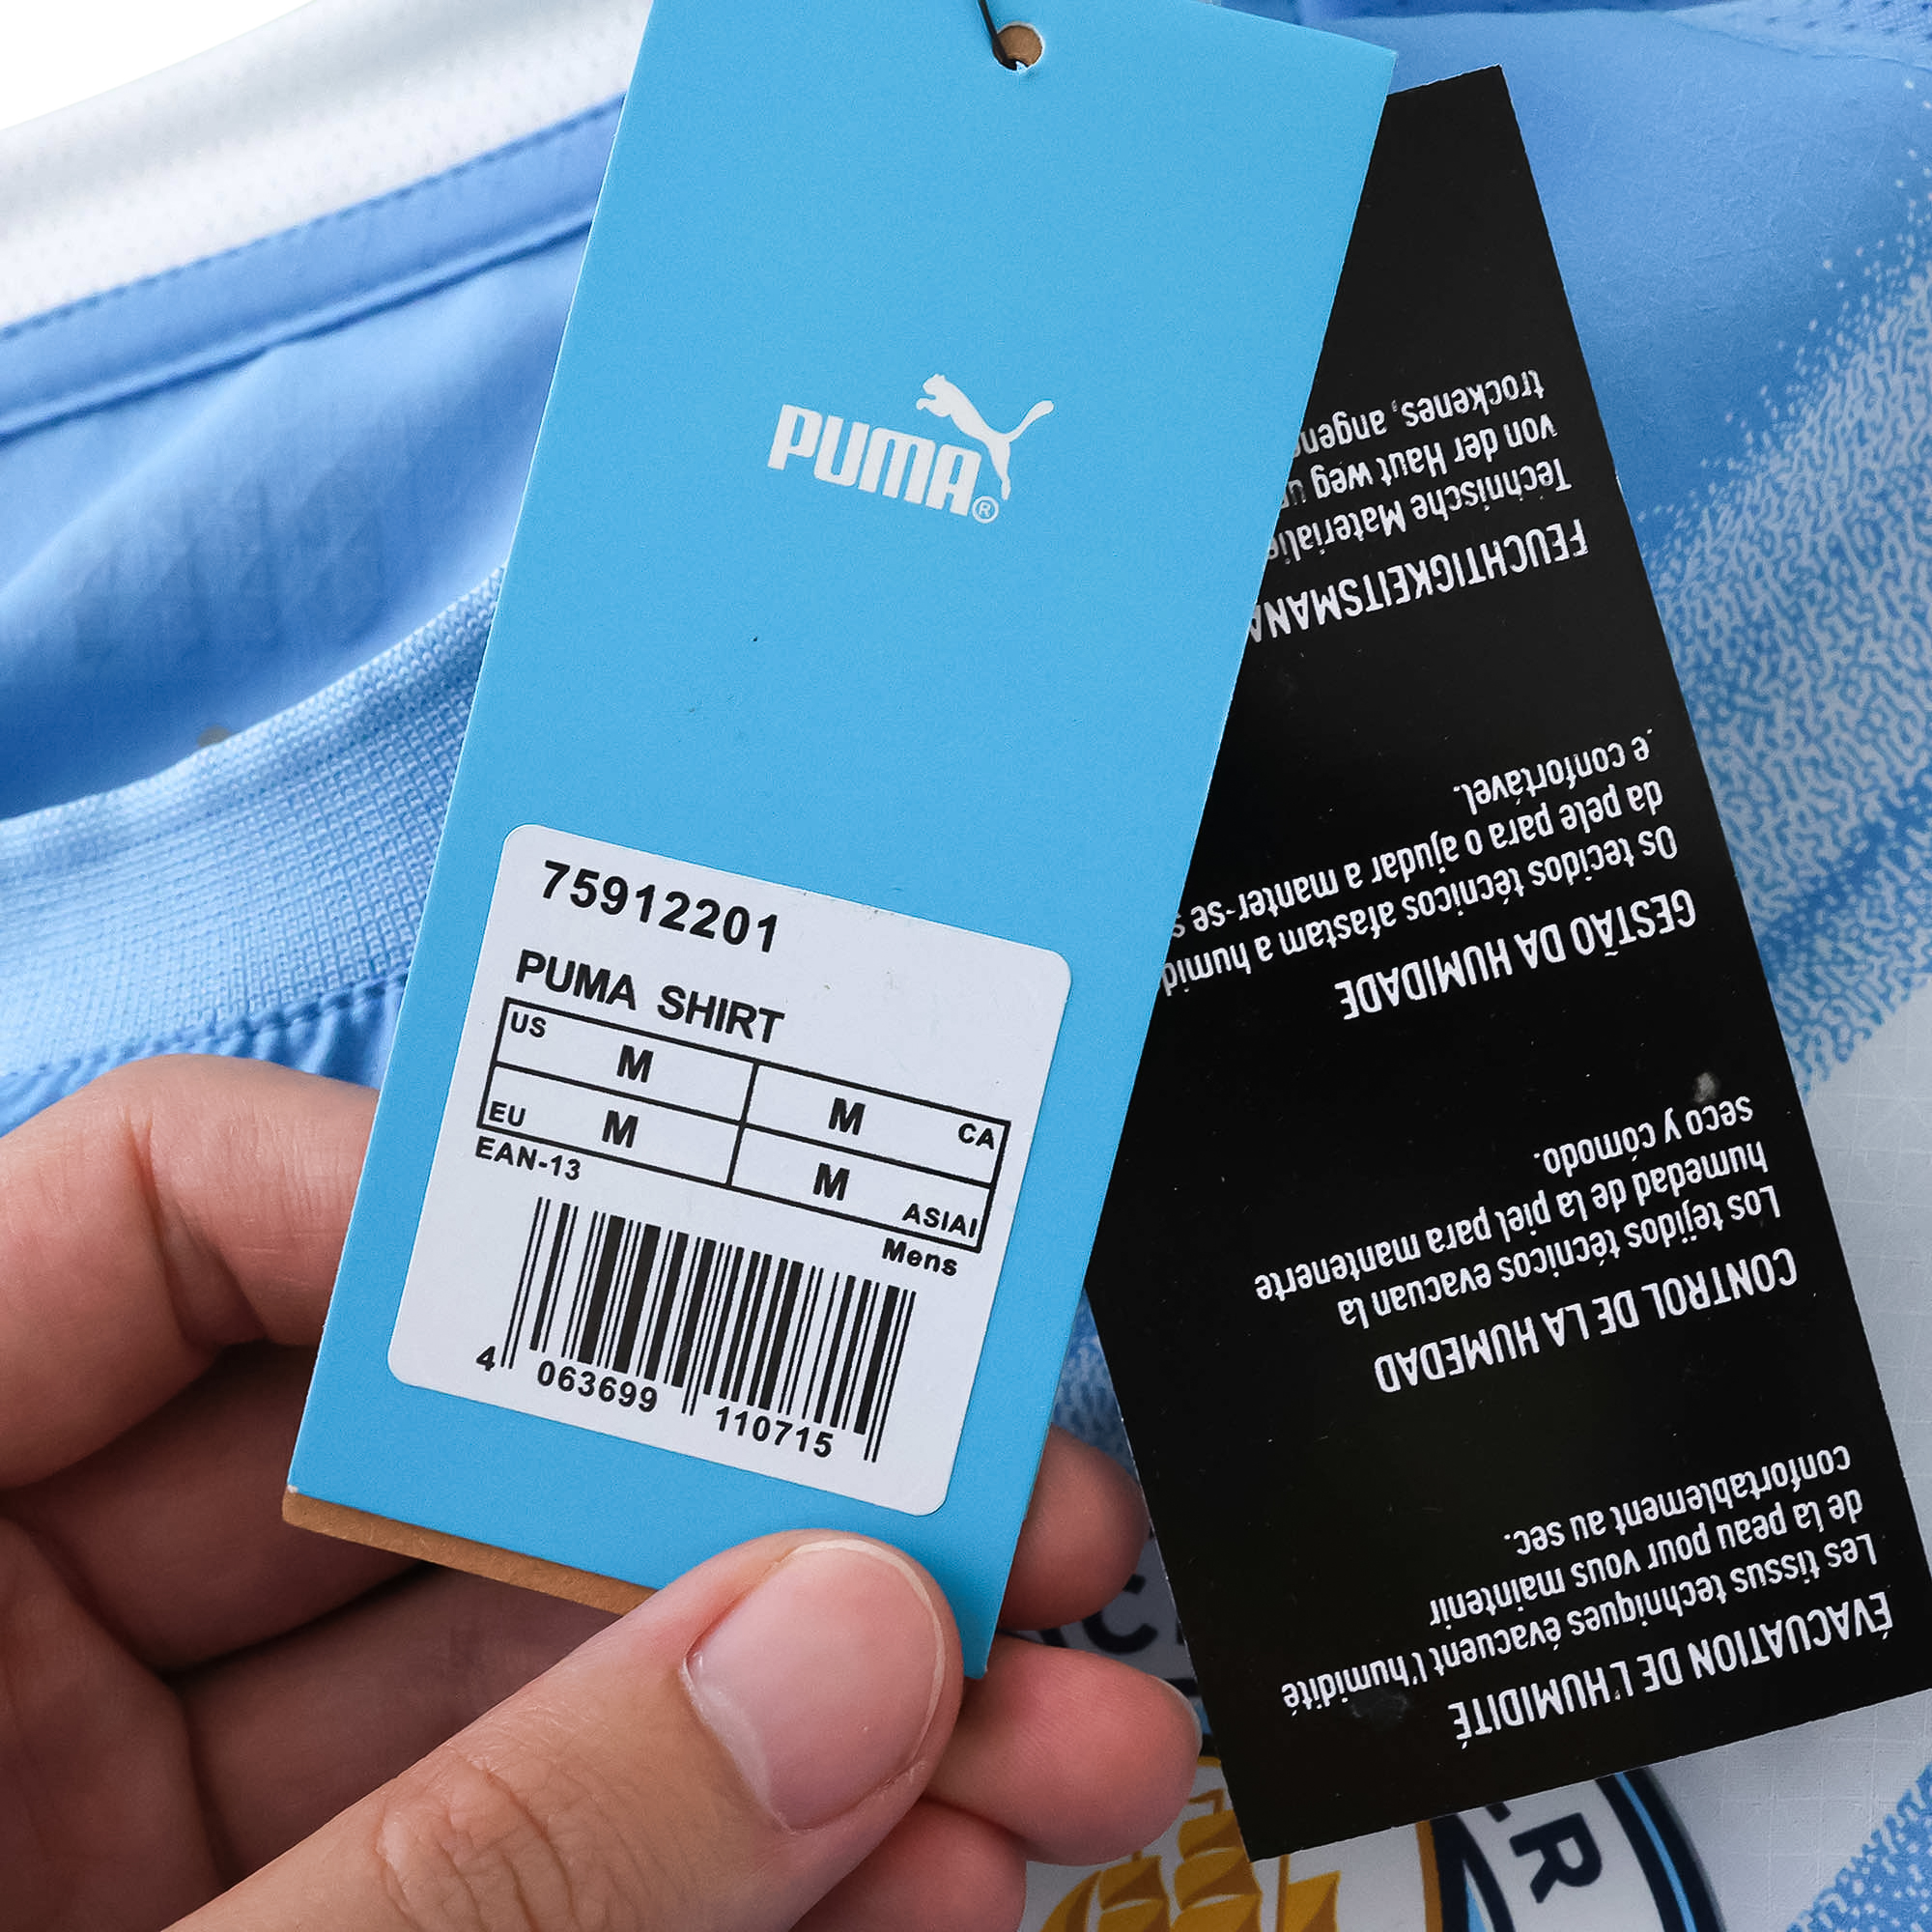 PUMA®
75912201
PUMA SHIRT
US M M CA
EU M M ASIAI
EAN-13
Mens
4 063699 110715
ÉVACUATION DE L'HUMIDITÉ
Les tissus techniques évacuent l'humidité
de la peau pour vous maintenir
confortablement au sec.
CONTROL DE LA HUMEDAD
Los tejidos técnicos evacuan la
humedad de la piel para mantenerte
seco y cómodo.
GESTÃO DA HUMIDADE
Os tecidos técnicos afastam a humid
da pele para o ajudar a manter-se s
e confortável.
FEUCHTIGKEITSMANA
Technische Materialie
von der Haut weg un
trockenes, angen